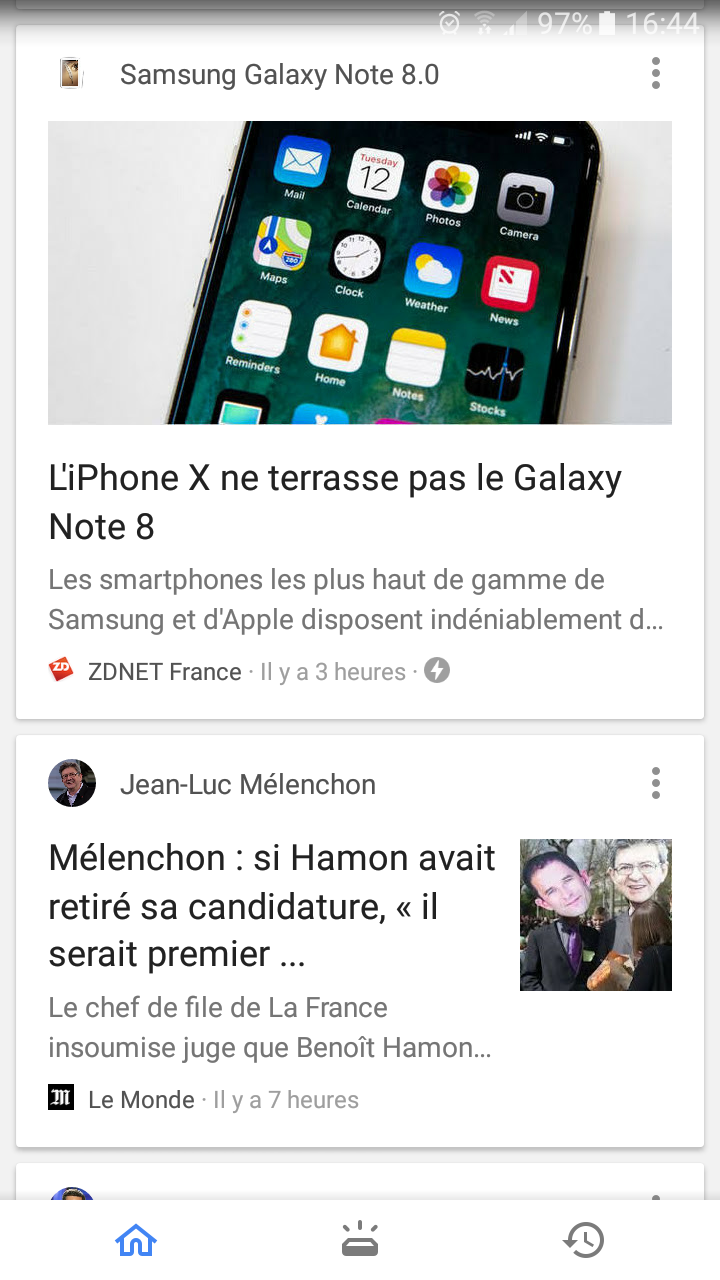 97% 16:44
Samsung Galaxy Note 8.0
Tuesday
12
Mail
Calendar
Photos
Camera
280
Maps
Clock
Weather
News
Reminders
Home
Notes
Stocks
L'iPhone X ne terrasse pas le Galaxy
Note 8
Les smartphones les plus haut de gamme de
Samsung et d'Apple disposent indéniablement d...
ZD ZDNET France · Il y a 3 heures ·
Jean-Luc Mélenchon
Mélenchon : si Hamon avait
retiré sa candidature, « il
serait premier ...
Le chef de file de La France
insoumise juge que Benoît Hamon...
M Le Monde · Il y a 7 heures